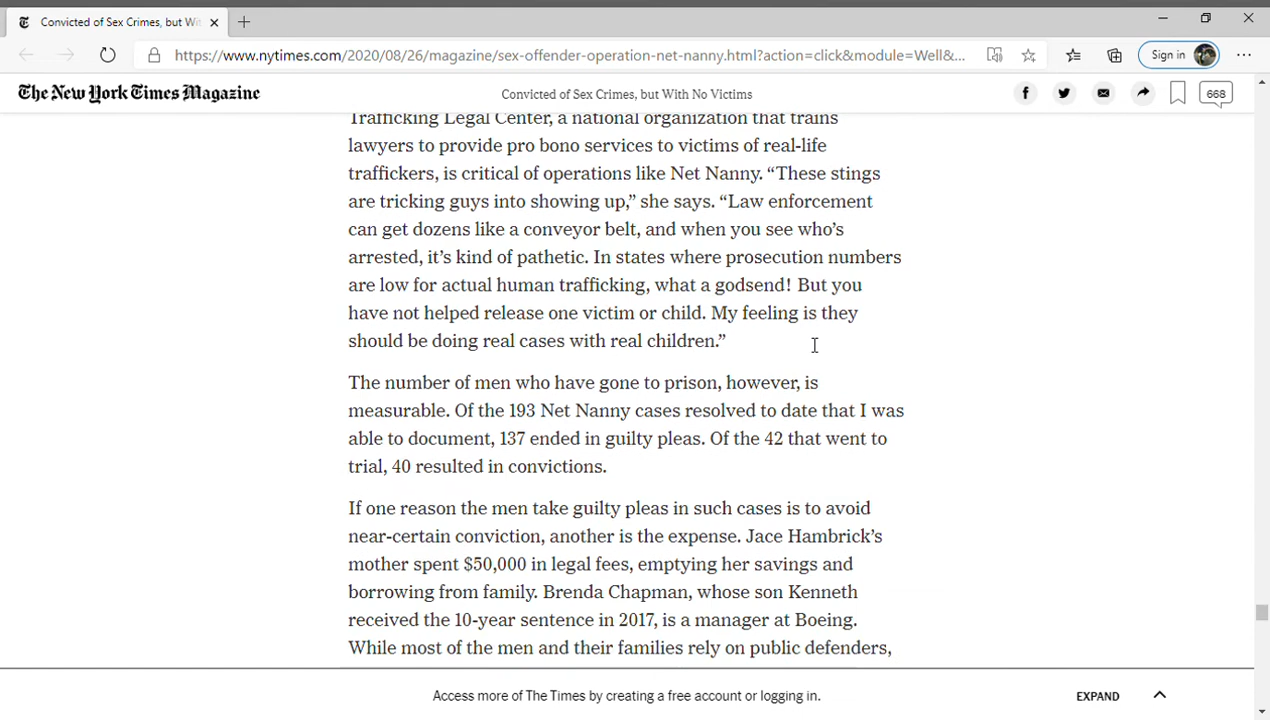 Convicted of Sex Crimes, but Wit
https://www.nytimes.com/2020/08/26/magazine/sex-offender-operation-net-nanny.html?action=click&module=Well&...
Sign in
The New York Times Magazine
Convicted of Sex Crimes, but With No Victims
668
Trafficking Legal Center, a national organization that trains
lawyers to provide pro bono services to victims of real-life
traffickers, is critical of operations like Net Nanny. “These stings
are tricking guys into showing up,” she says. “Law enforcement
can get dozens like a conveyor belt, and when you see who’s
arrested, it’s kind of pathetic. In states where prosecution numbers
are low for actual human trafficking, what a godsend! But you
have not helped release one victim or child. My feeling is they
should be doing real cases with real children.”
The number of men who have gone to prison, however, is
measurable. Of the 193 Net Nanny cases resolved to date that I was
able to document, 137 ended in guilty pleas. Of the 42 that went to
trial, 40 resulted in convictions.
If one reason the men take guilty pleas in such cases is to avoid
near-certain conviction, another is the expense. Jace Hambrick’s
mother spent $50,000 in legal fees, emptying her savings and
borrowing from family. Brenda Chapman, whose son Kenneth
received the 10-year sentence in 2017, is a manager at Boeing.
While most of the men and their families rely on public defenders,
Access more of The Times by creating a free account or logging in.
EXPAND